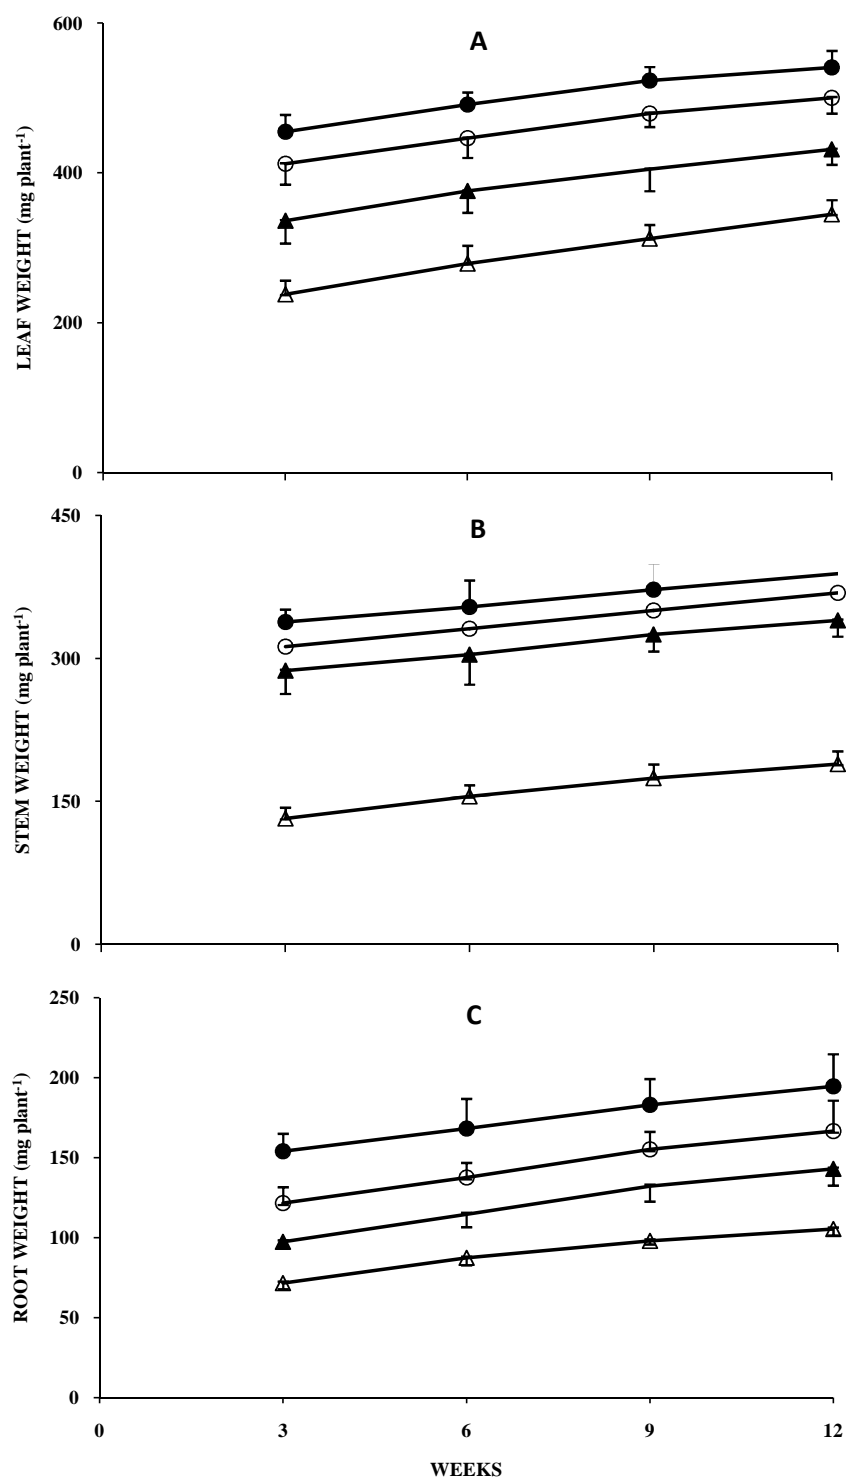 A
600
400
200
0
LEAF WEIGHT (mg plant-1)
B
450
300
150
0
STEM WEIGHT (mg plant-1)
C
250
200
150
100
50
0
ROOT WEIGHT (mg plant-1)
0 3 6 9 12
WEEKS